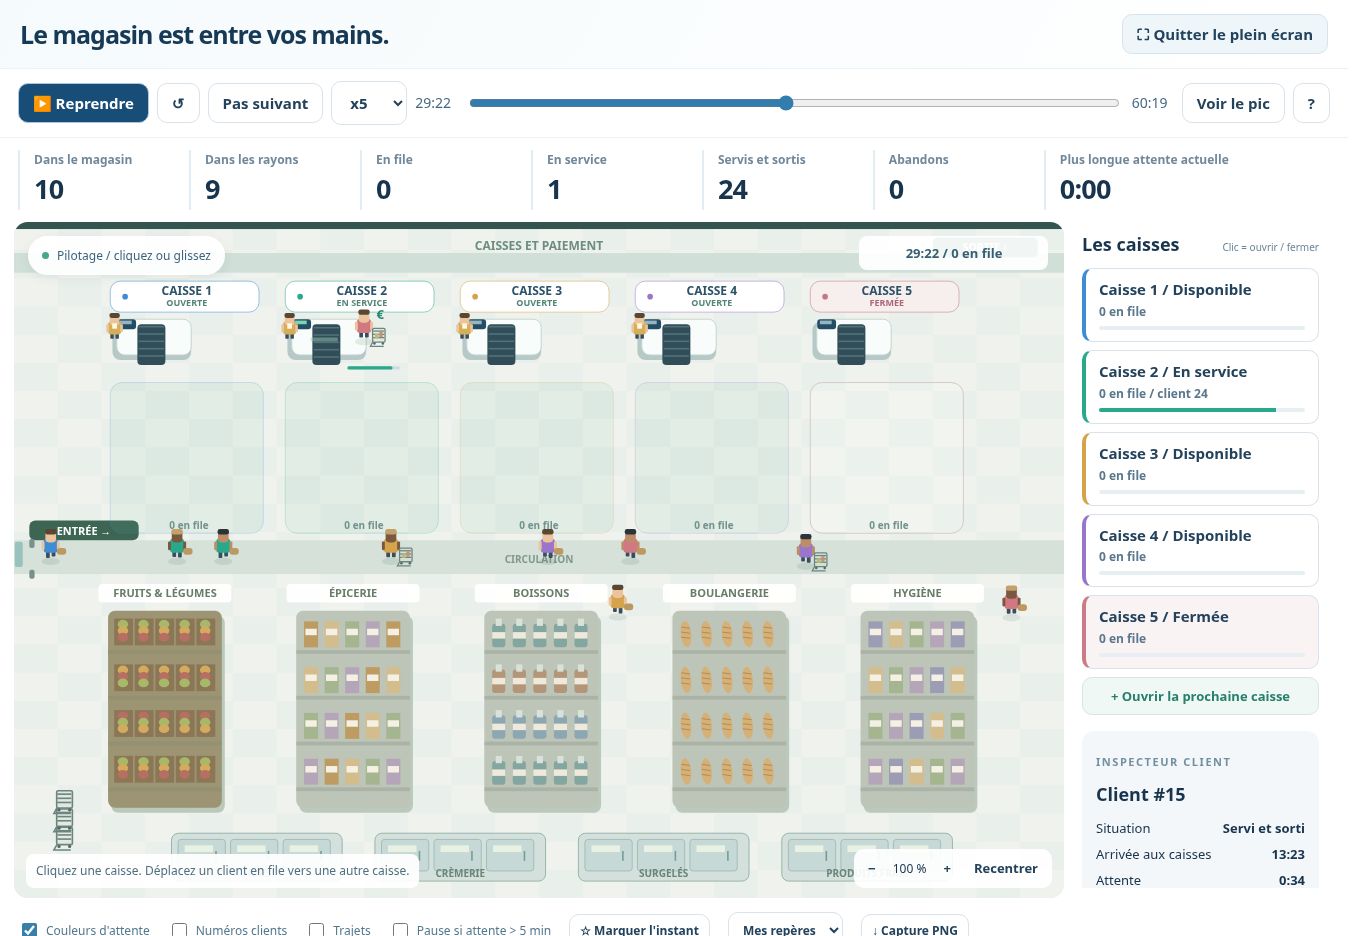 Le magasin est entre vos mains.
Quitter le plein écran
Reprendre
↺
Pas suivant
x5
29:22
60:19
Voir le pic
?
Dans le magasin
Dans les rayons
En file
En service
Servis et sortis
Abandons
Plus longue attente actuelle
10
9
0
1
24
0
0:00
Pilotage / cliquez ou glissez
CAISSES ET PAIEMENT
29:22 / 0 en file
CAISSE 1
OUVERTE
CAISSE 2
EN SERVICE
€
CAISSE 3
OUVERTE
CAISSE 4
OUVERTE
CAISSE 5
FERMÉE
0 en file
0 en file
0 en file
0 en file
0 en file
ENTRÉE →
CIRCULATION
FRUITS & LÉGUMES
ÉPICERIE
BOISSONS
BOULANGERIE
HYGIÈNE
CRÈMERIE
SURGELÉS
Cliquez une caisse. Déplacez un client en file vers une autre caisse.
− 100 % + Recentrer
Les caisses
Clic = ouvrir / fermer
Caisse 1 / Disponible
0 en file
Caisse 2 / En service
0 en file / client 24
Caisse 3 / Disponible
0 en file
Caisse 4 / Disponible
0 en file
Caisse 5 / Fermée
0 en file
+ Ouvrir la prochaine caisse
INSPECTEUR CLIENT
Client #15
Situation Servi et sorti
Arrivée aux caisses 13:23
Attente 0:34
Couleurs d'attente
Numéros clients
Trajets
Pause si attente > 5 min
☆ Marquer l'instant
Mes repères
↓ Capture PNG